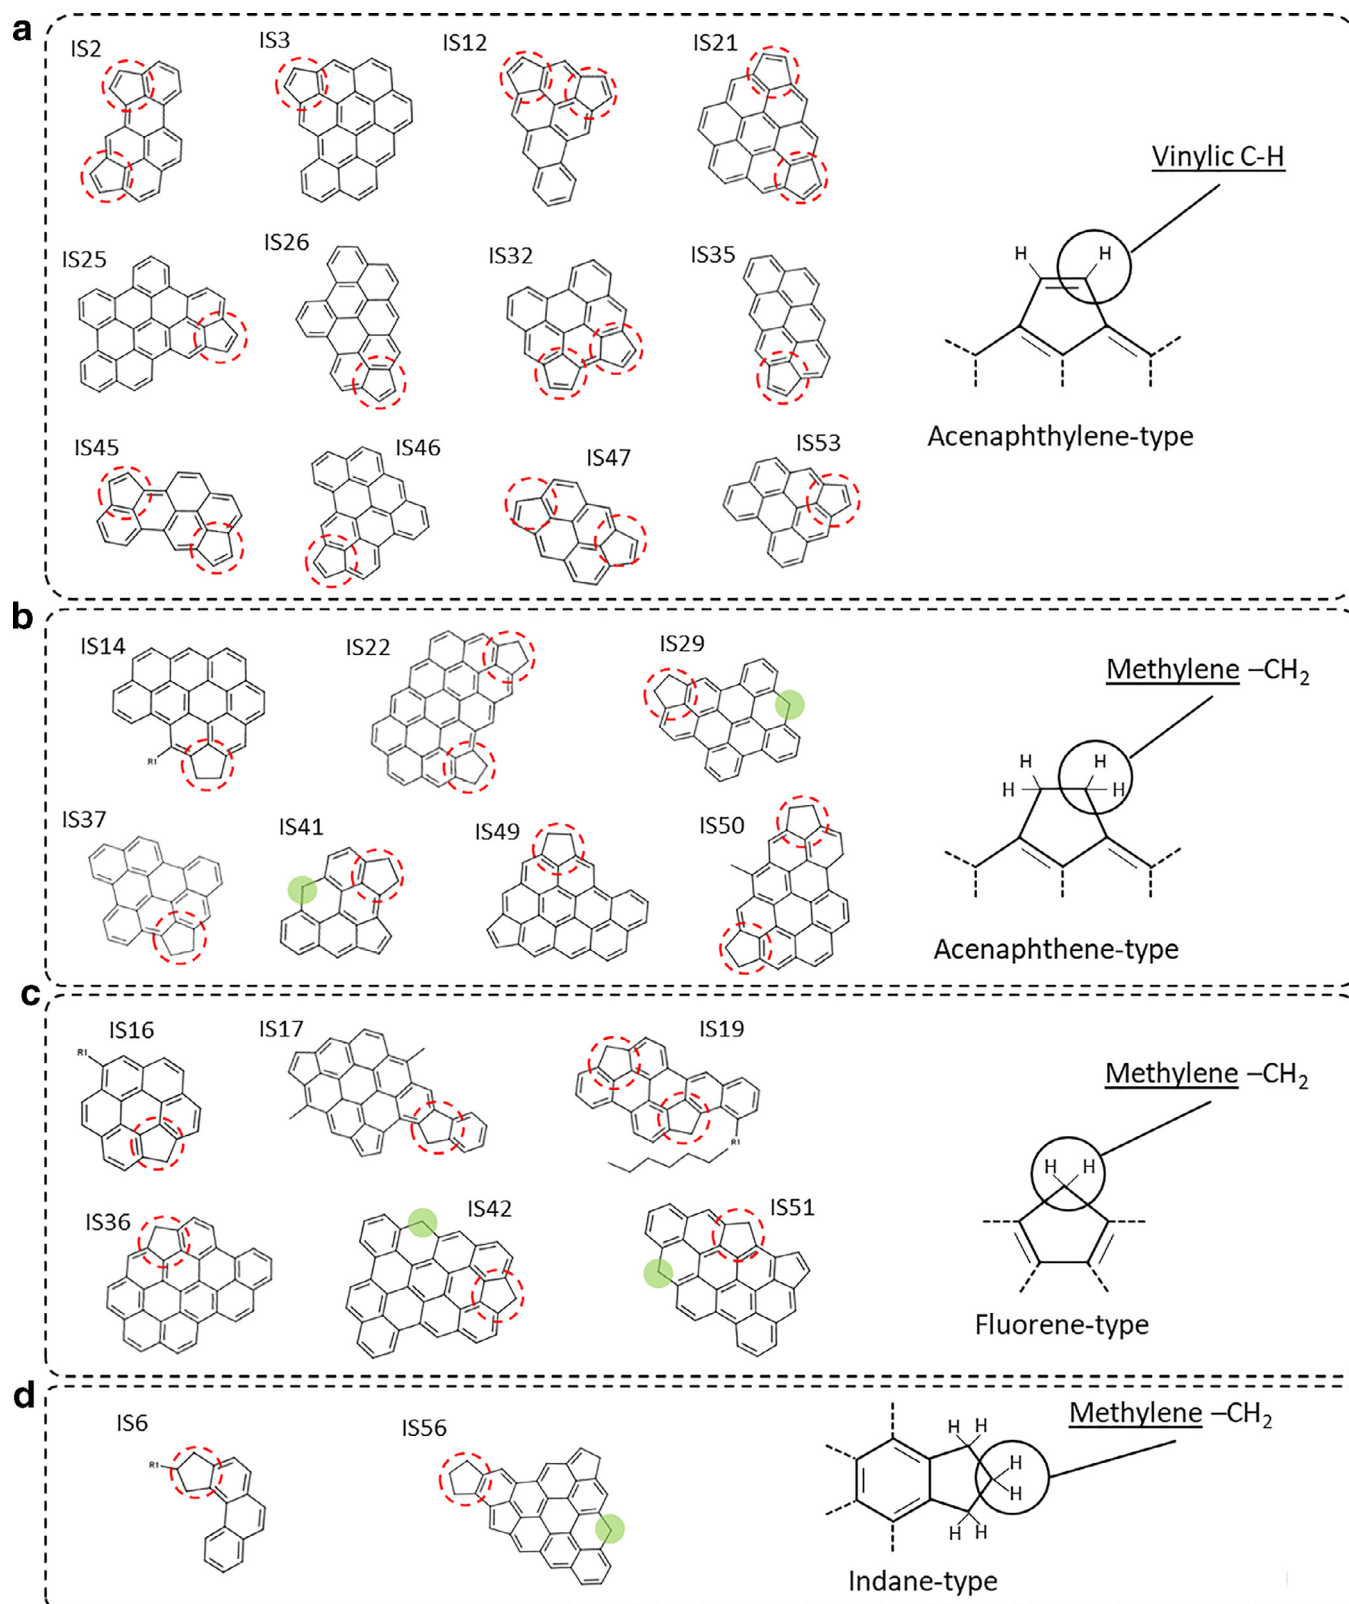 a
IS2 IS3 IS12 IS21
Vinylic C-H
H H
IS25 IS26 IS32 IS35
Acenaphthylene-type
IS45 IS46 IS47 IS53
b
IS14 IS22 IS29
Methylene –CH2
R1
H H
H H
IS37 IS41 IS49 IS50
Acenaphthene-type
c
IS16 IS17 IS19
R1
Methylene –CH2
R1
H H
IS36 IS42 IS51
Fluorene-type
d
IS6 IS56
Methylene –CH2
R1
H H
H
H
H H
Indane-type